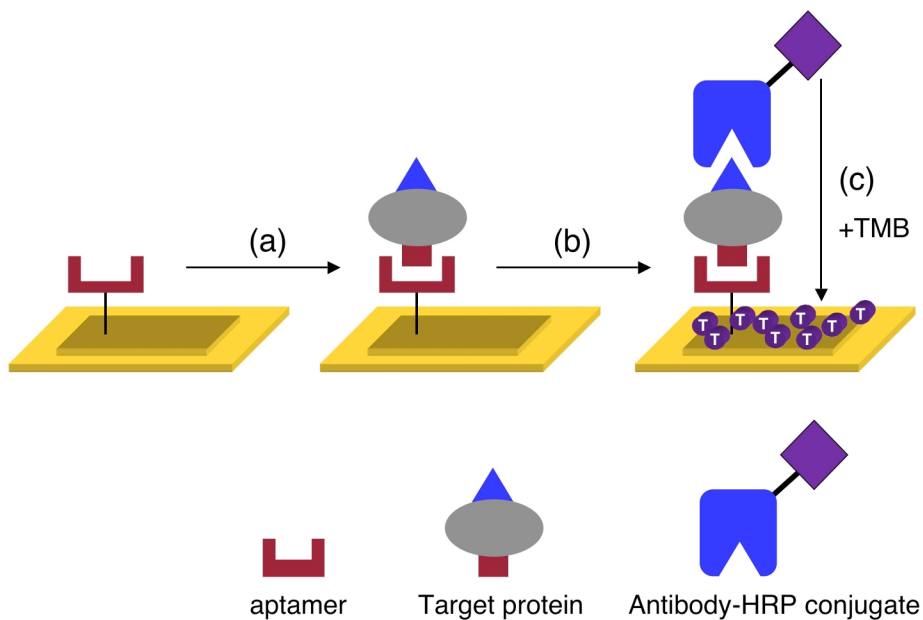 (a)
(b)
(c)
+TMB
T T T T T T T T T
aptamer
Target protein
Antibody-HRP conjugate